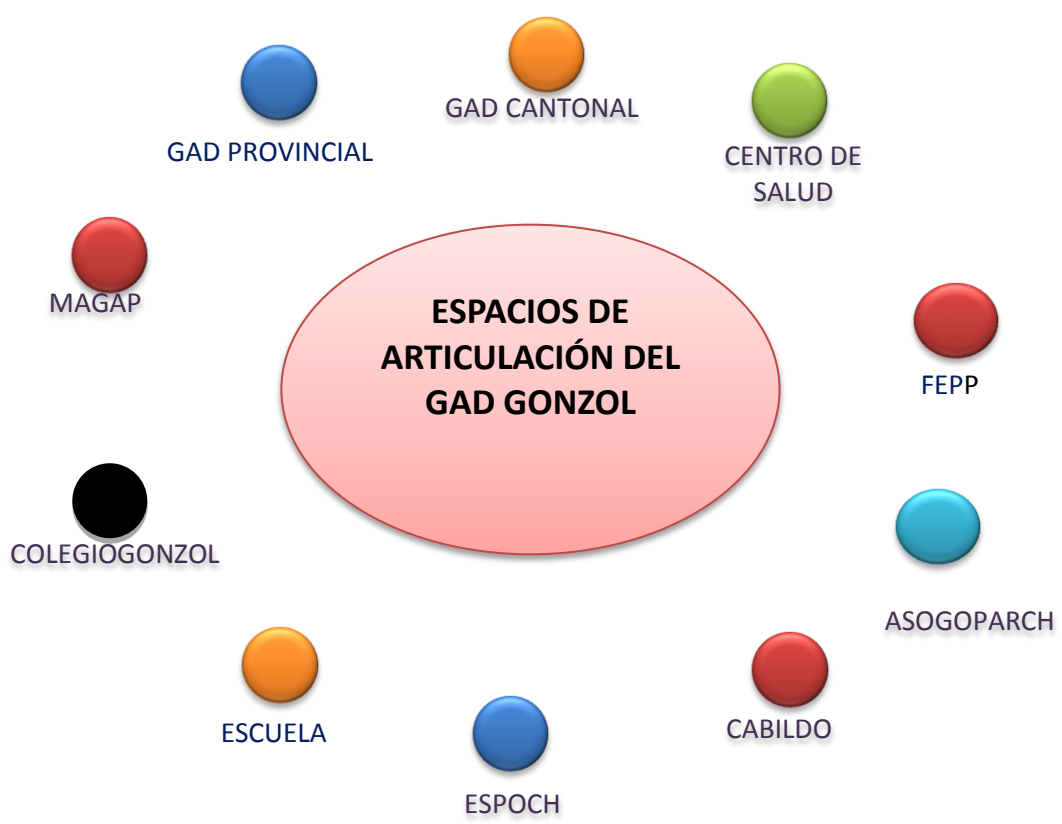 GAD CANTONAL
GAD PROVINCIAL
CENTRO DE
SALUD
MAGAP
ESPACIOS DE
ARTICULACIÓN DEL
GAD GONZOL
FEPP
COLEGIOGONZOL
ASOGOPARCH
ESCUELA
CABILDO
ESPOCH